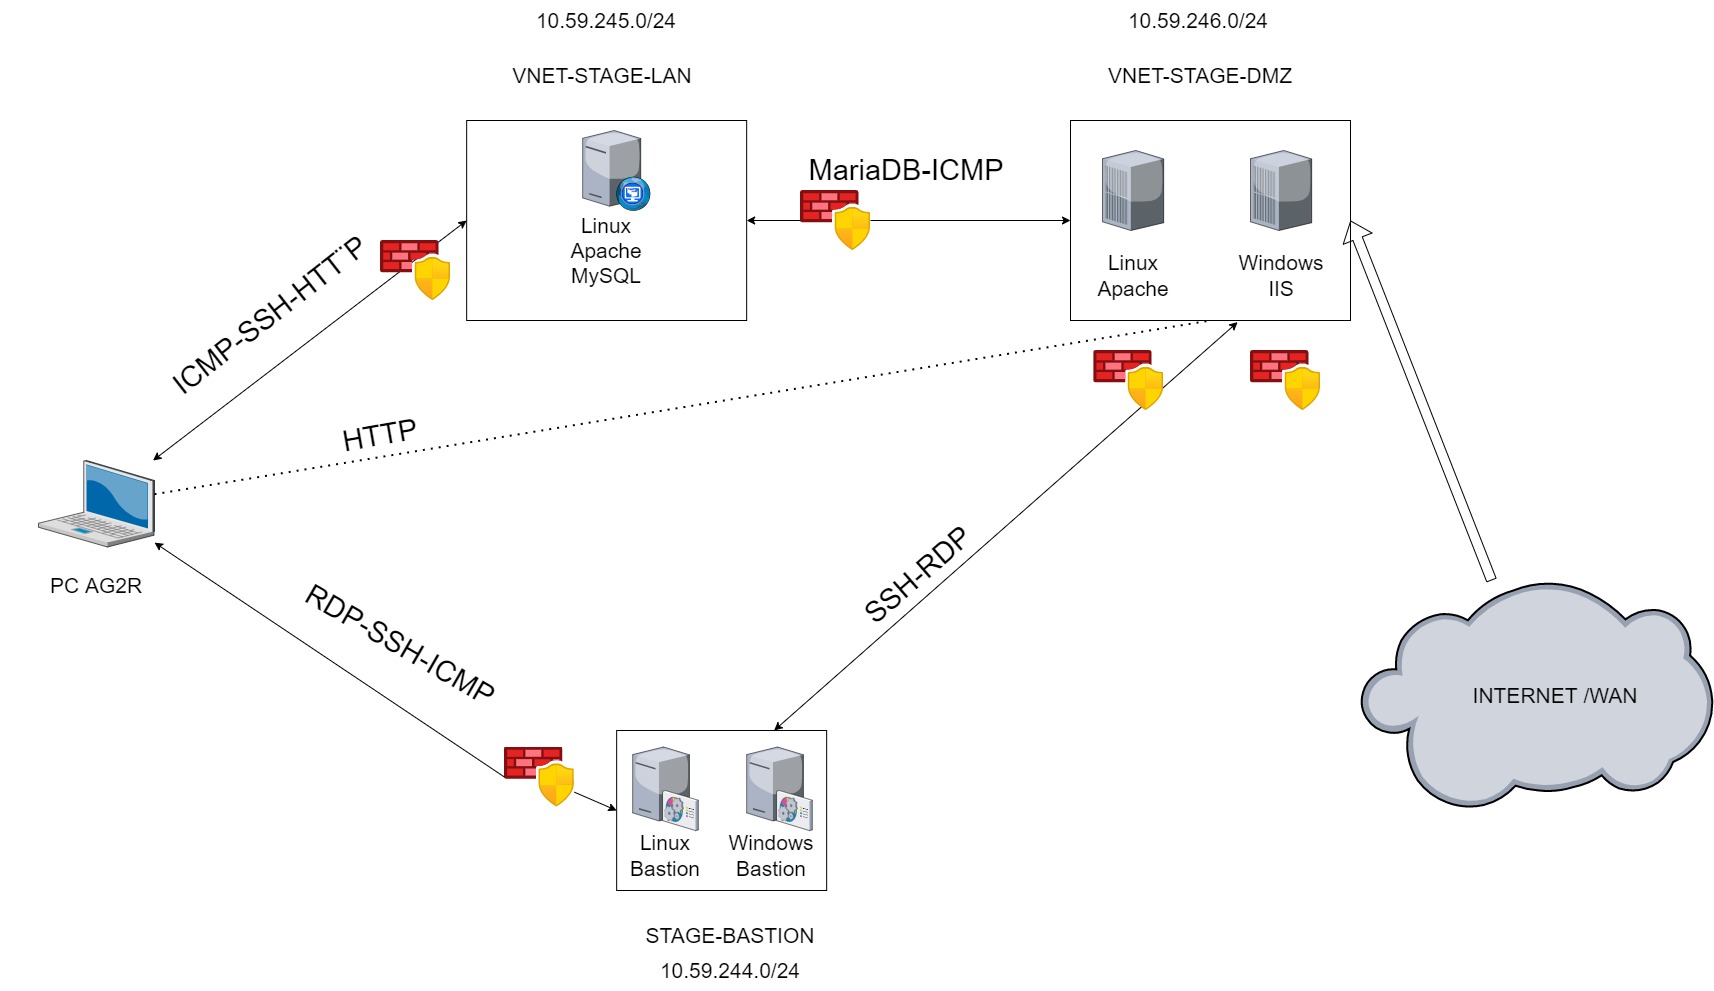 10.59.245.0/24
10.59.246.0/24
VNET-STAGE-LAN
VNET-STAGE-DMZ
MariaDB-ICMP
Linux
Apache
MySQL
Linux
Apache
Windows
IIS
ICMP-SSH-HTT¨P
HTTP
PC AG2R
SSH-RDP
RDP-SSH-ICMP
INTERNET /WAN
Linux
Bastion
Windows
Bastion
STAGE-BASTION
10.59.244.0/24